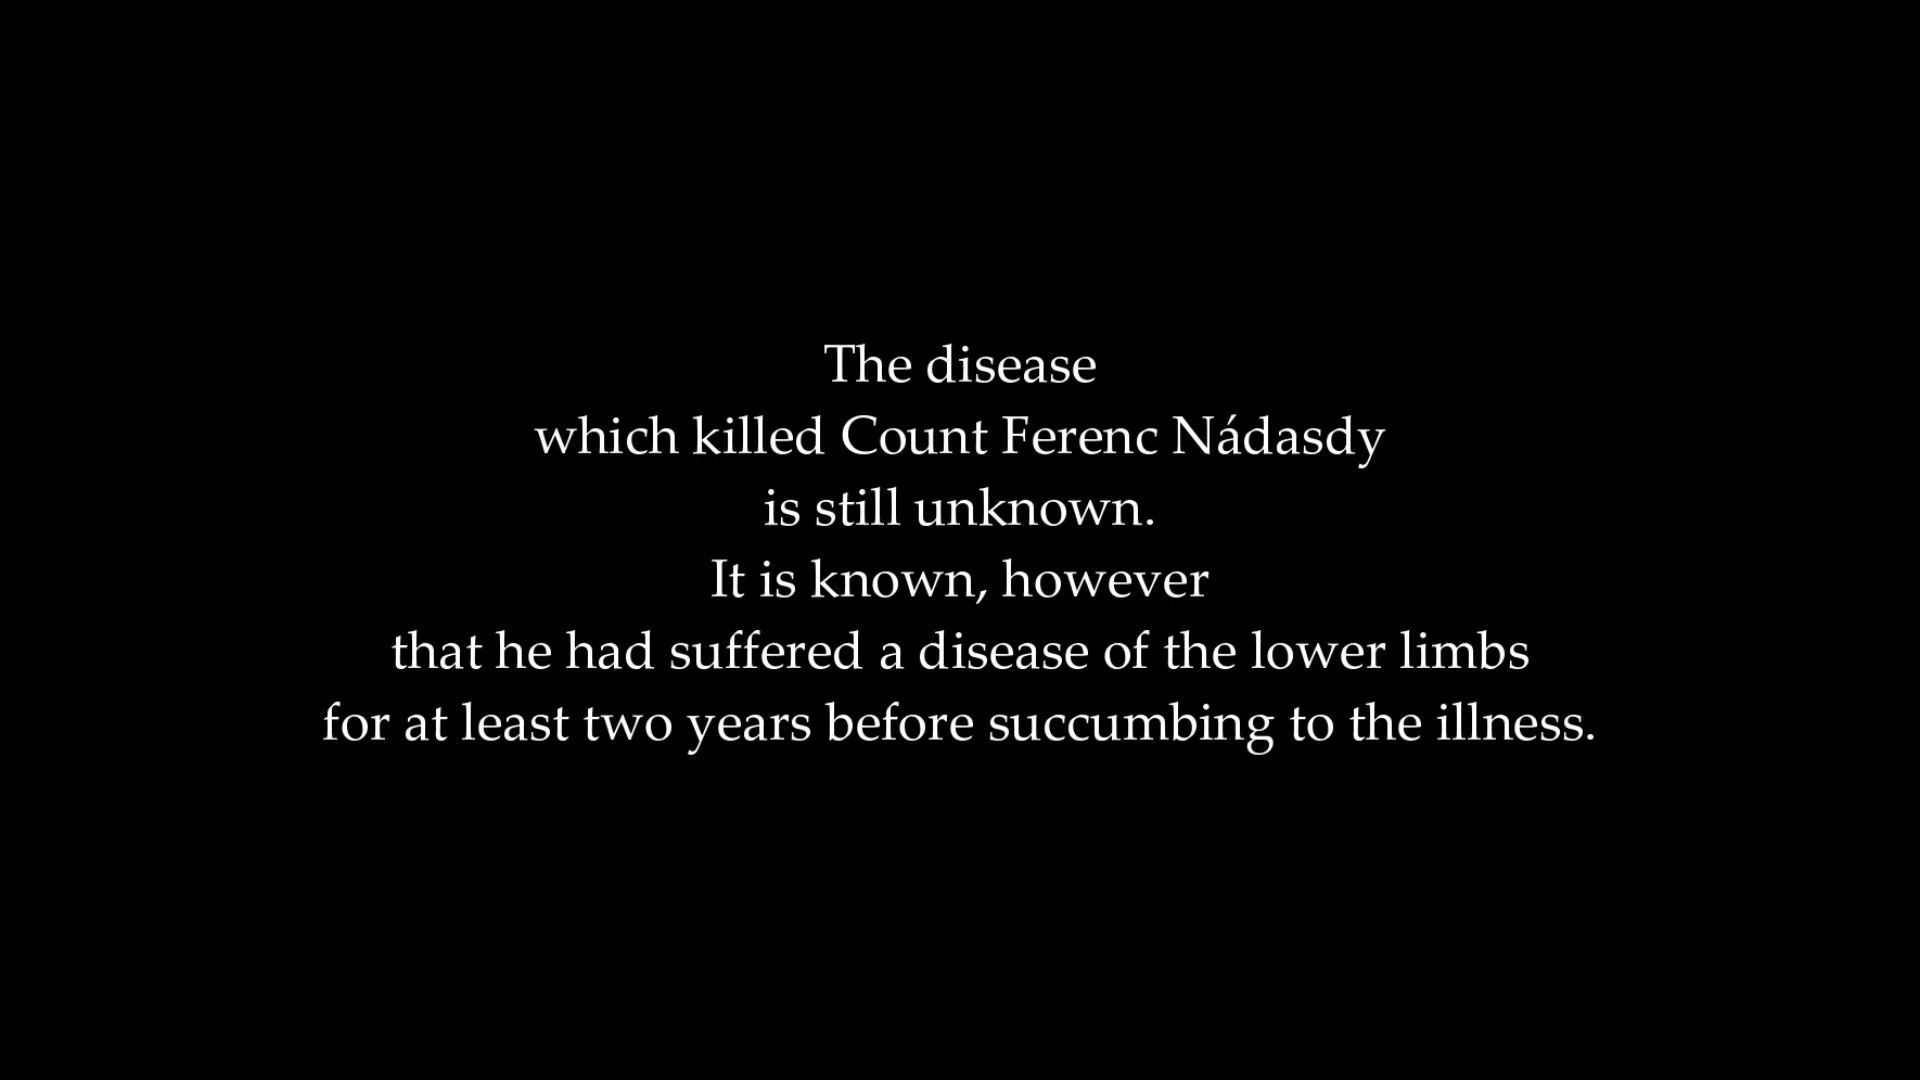 The disease
which killed Count Ferenc Nádasdy
is still unknown.
It is known, however
that he had suffered a disease of the lower limbs
for at least two years before succumbing to the illness.